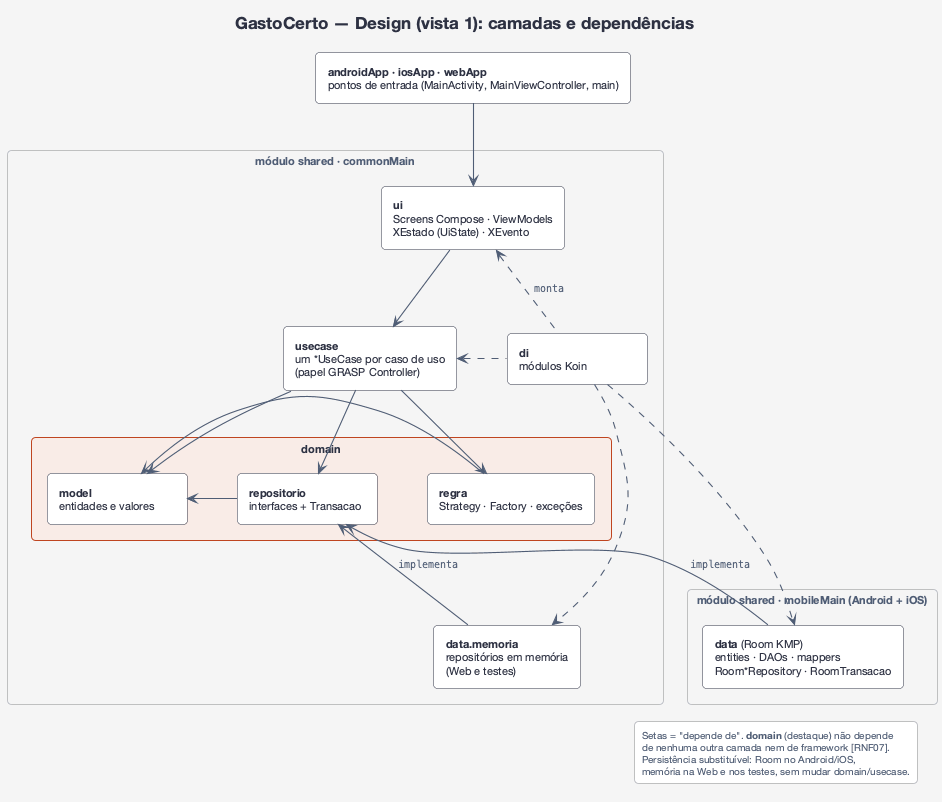 GastoCerto — Design (vista 1): camadas e dependências
androidApp · iosApp · webApp
pontos de entrada (MainActivity, MainViewController, main)
módulo shared · commonMain
ui
Screens Compose · ViewModels
XEstado (UiState) · XEvento
monta
usecase
um *UseCase por caso de uso
(papel GRASP Controller)
di
módulos Koin
domain
model
entidades e valores
repositorio
interfaces + Transacao
regra
Strategy · Factory · exceções
implementa
implementa
módulo shared · mobileMain (Android + iOS)
data.memoria
repositórios em memória
(Web e testes)
data (Room KMP)
entities · DAOs · mappers
Room*Repository · RoomTransacao
Setas = "depende de". domain (destaque) não depende
de nenhuma outra camada nem de framework [RNF07].
Persistência substituível: Room no Android/iOS,
memória na Web e nos testes, sem mudar domain/usecase.